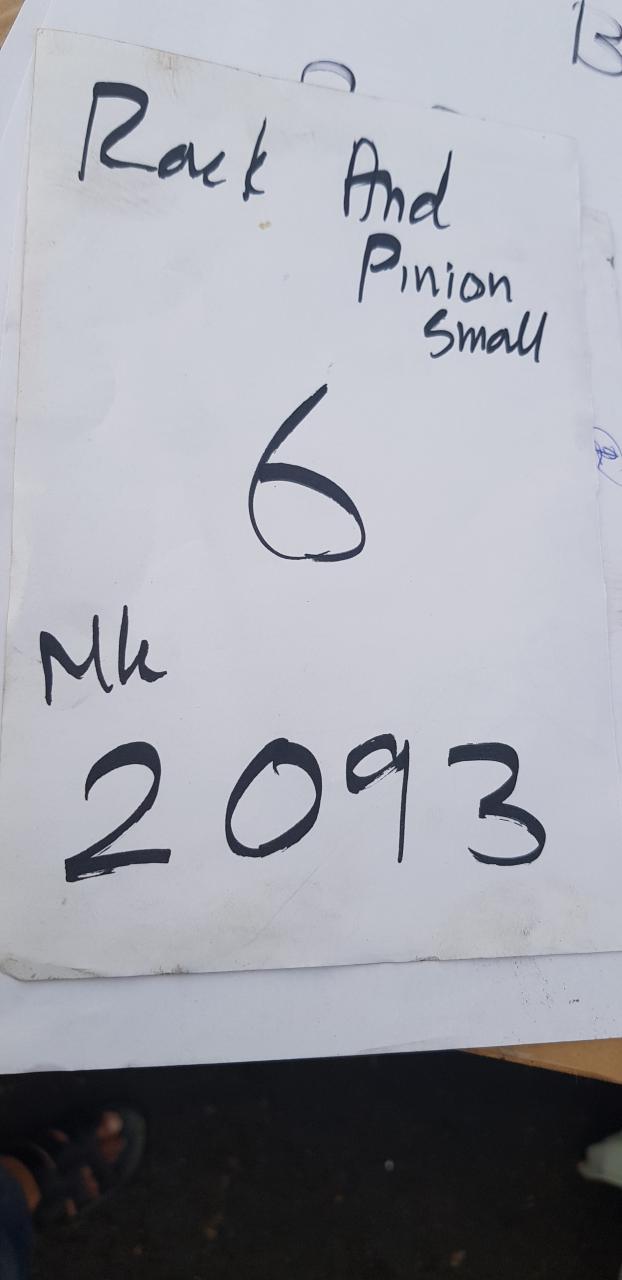 Rack And
Pinion
Small
6
Mk
2093